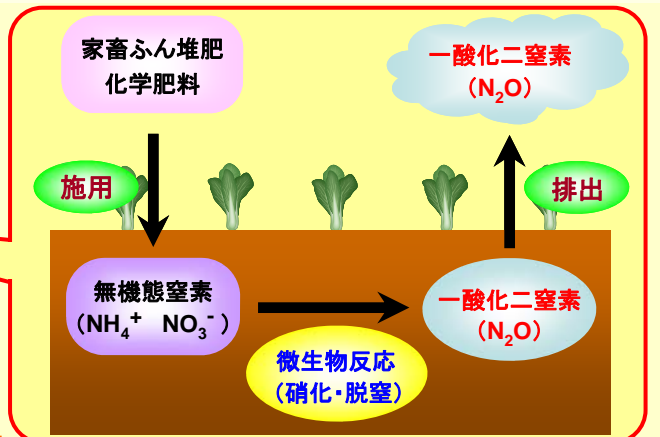 家畜ふん堆肥
化学肥料
一酸化二窒素
（N₂O）
施用
排出
無機態窒素
（NH₄⁺　NO₃⁻）
一酸化二窒素
（N₂O）
微生物反応
（硝化・脱窒）